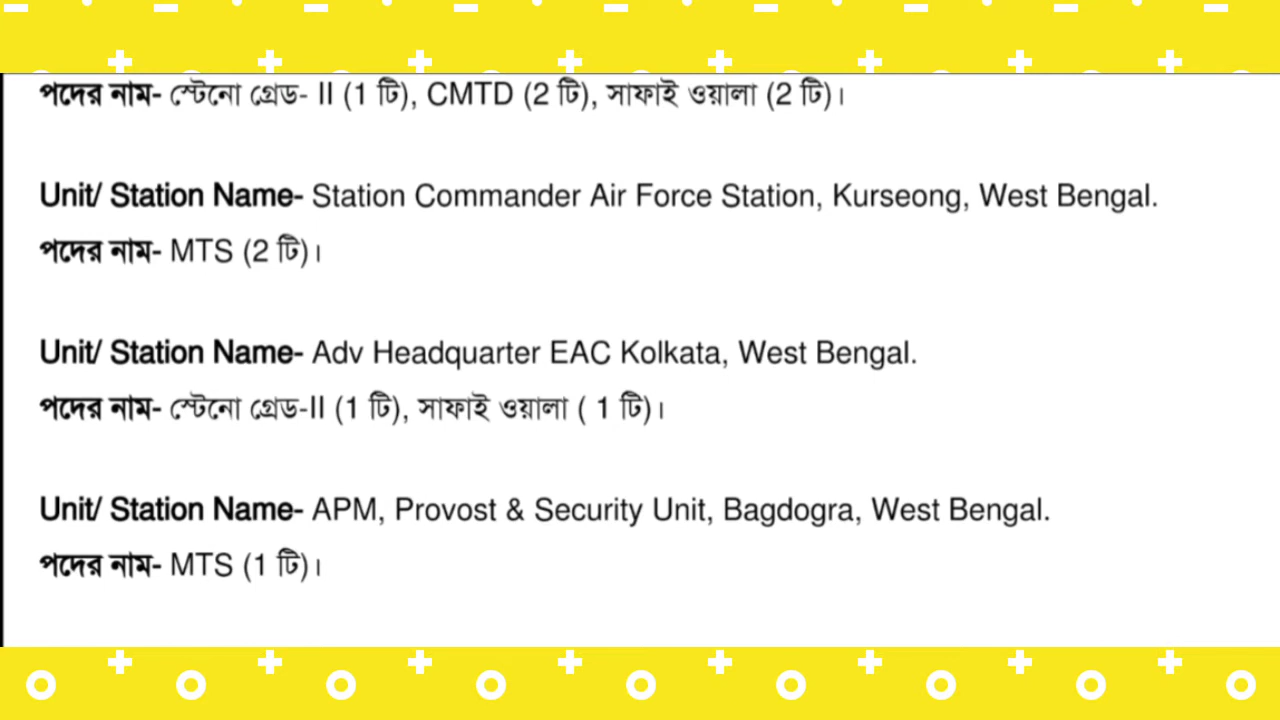 পদের নাম- স্টেনো গ্রেড- II (1 টি), CMTD (2 টি), সাফাই ওয়ালা (2 টি)।
Unit/ Station Name- Station Commander Air Force Station, Kurseong, West Bengal.
পদের নাম- MTS (2 টি)।
Unit/ Station Name- Adv Headquarter EAC Kolkata, West Bengal.
পদের নাম- স্টেনো গ্রেড-II (1 টি), সাফাই ওয়ালা ( 1 টি)।
Unit/ Station Name- APM, Provost & Security Unit, Bagdogra, West Bengal.
পদের নাম- MTS (1 টি)।